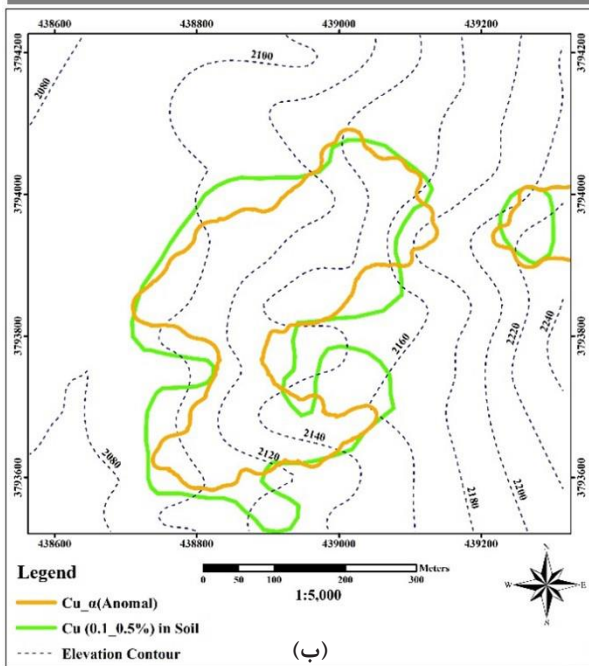 438600 438800 439000 439200
3794200 3794200
2100
2080
3794000 3794000
2220
2240
3793800 3793800
2160
2140
2120
2080
2200
2180
3793600 3793600
438600 438800 439000 439200
Legend
Meters
0 50 100 200 300
1:5,000
Cu_α(Anomal)
Cu (0.1_0.5%) in Soil
Elevation Contour
N
W E
S
(ب)